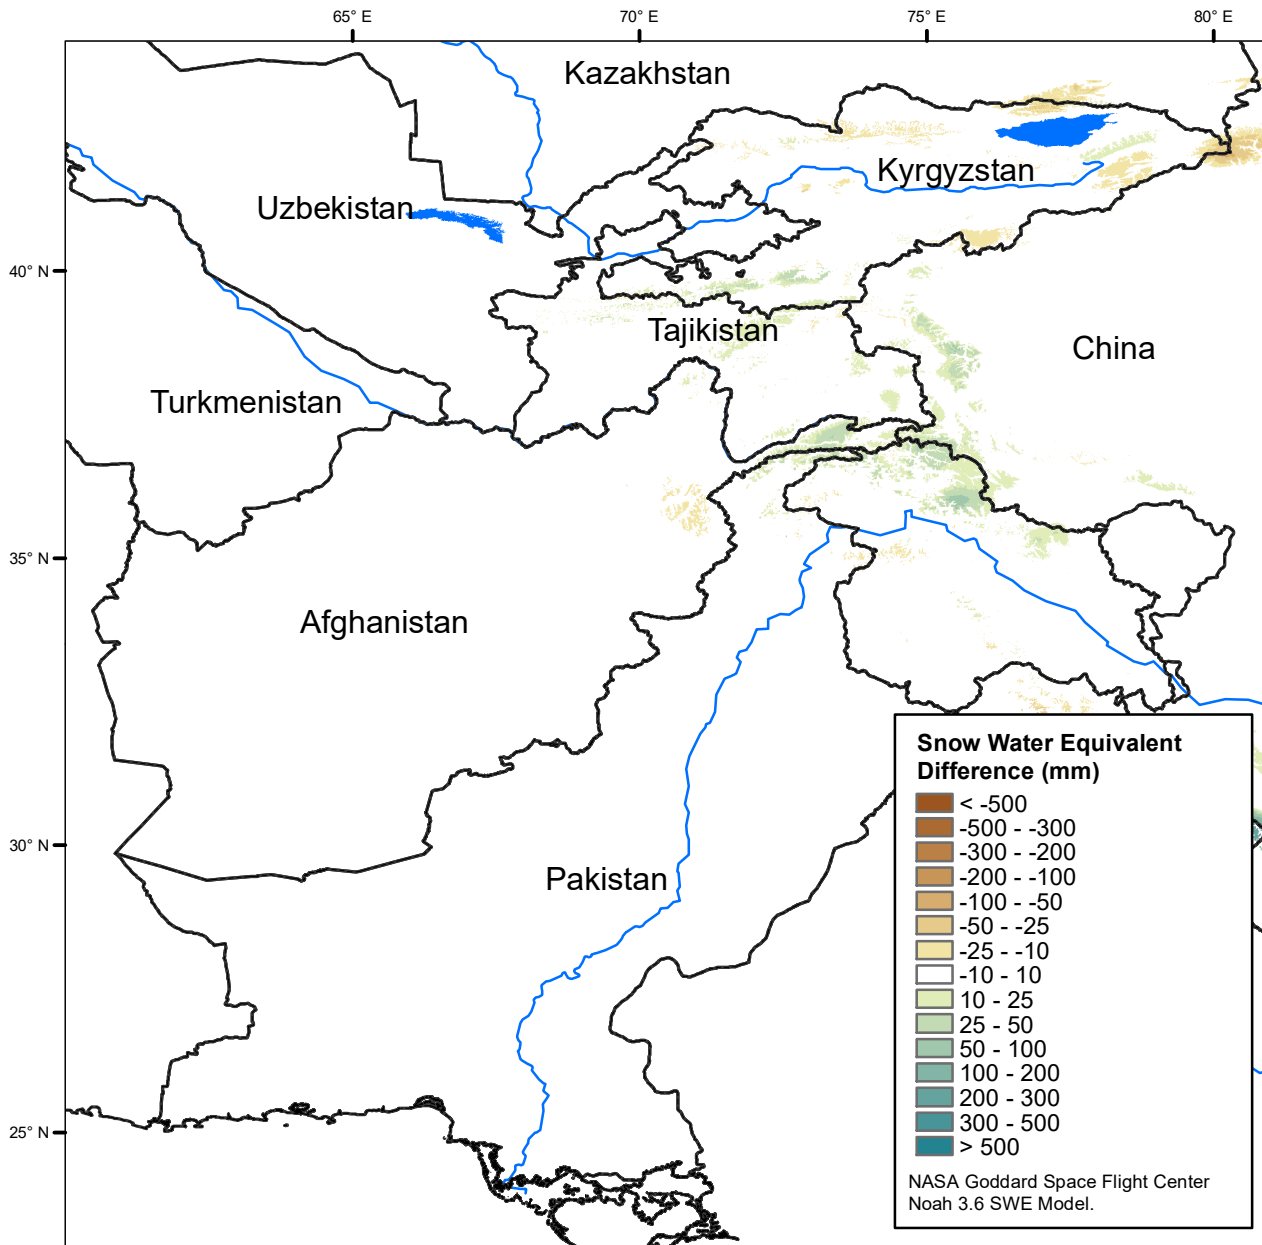 65° E
70° E
75° E
80° E
Kazakhstan
Kyrgyzstan
Uzbekistan
40° N
Tajikistan
China
Turkmenistan
35° N
Afghanistan
30° N
Pakistan
25° N
Snow Water Equivalent
Difference (mm)
< -500
-500 - -300
-300 - -200
-200 - -100
-100 - -50
-50 - -25
-25 - -10
-10 - 10
10 - 25
25 - 50
50 - 100
100 - 200
200 - 300
300 - 500
> 500
NASA Goddard Space Flight Center
Noah 3.6 SWE Model.